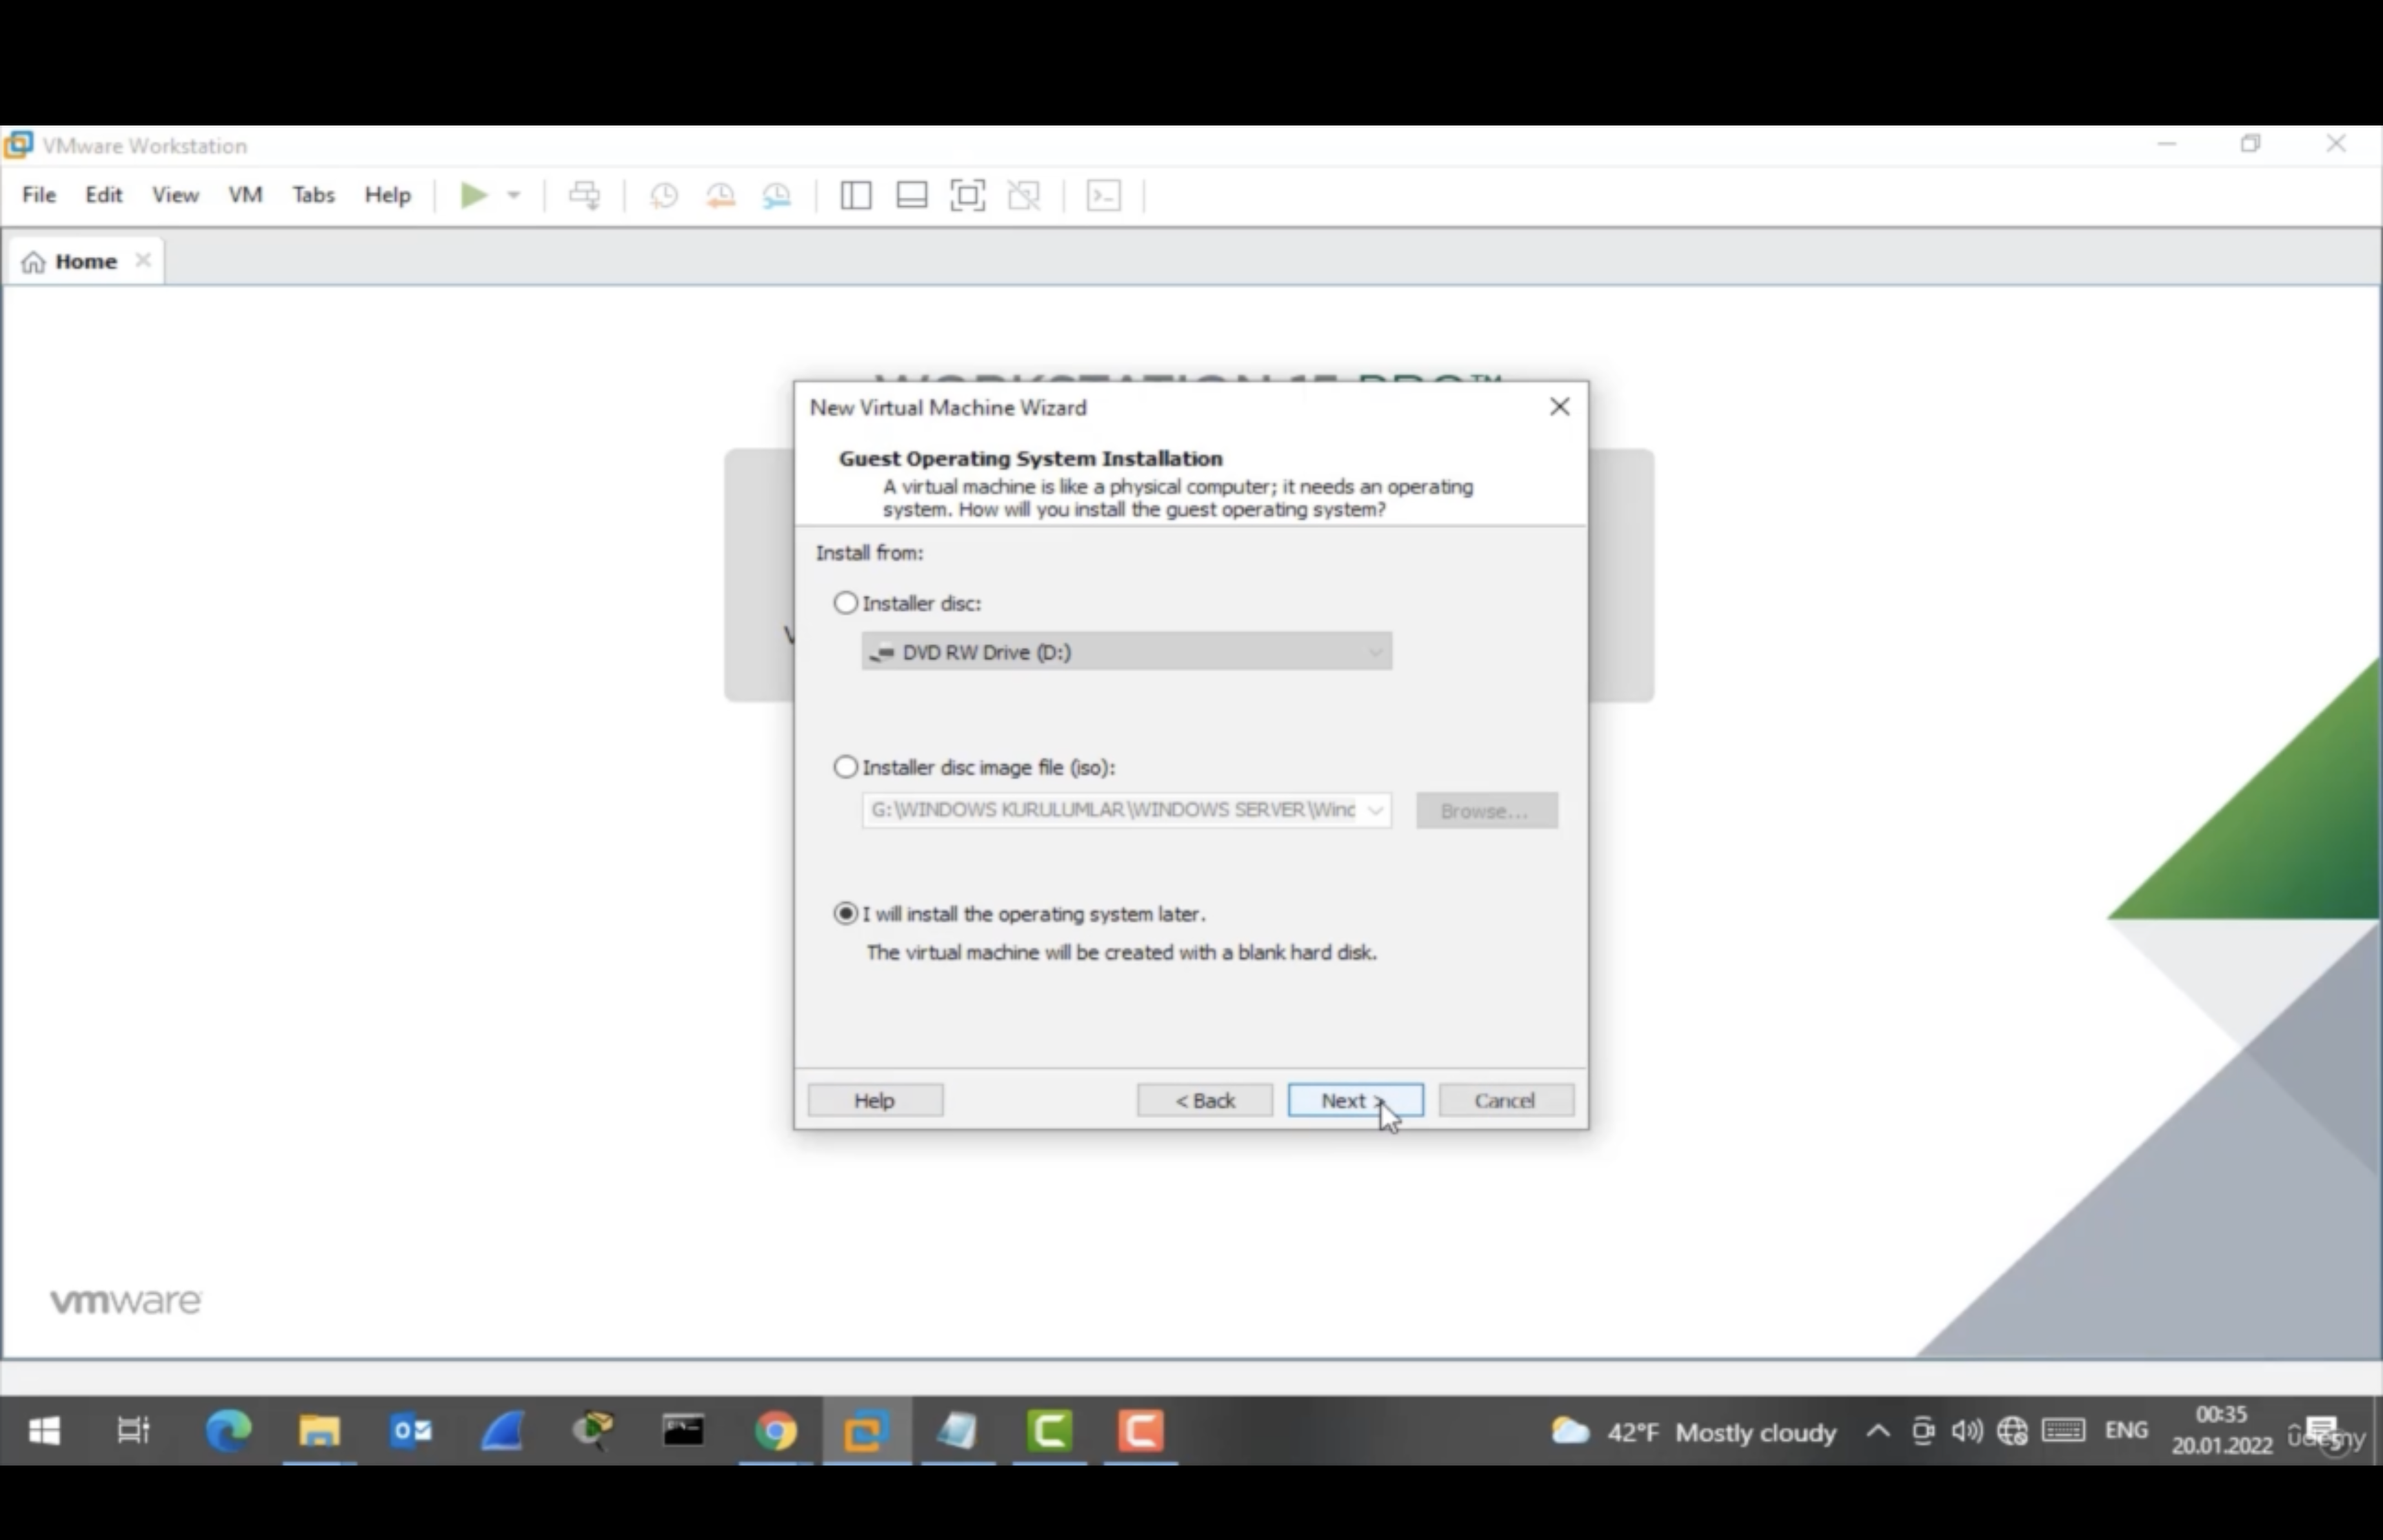 VMware Workstation
File Edit View VM Tabs Help
Home
WORKSTATION 15 PRO™
New Virtual Machine Wizard
Guest Operating System Installation
A virtual machine is like a physical computer; it needs an operating
system. How will you install the guest operating system?
Install from:
Installer disc:
DVD RW Drive (D:)
Installer disc image file (iso):
G:\WINDOWS KURULUMLAR\WINDOWS SERVER\Winc
Browse...
I will install the operating system later.
The virtual machine will be created with a blank hard disk.
Help < Back Next > Cancel
vmware
42°F Mostly cloudy ENG 00:35
20.01.2022
udemy